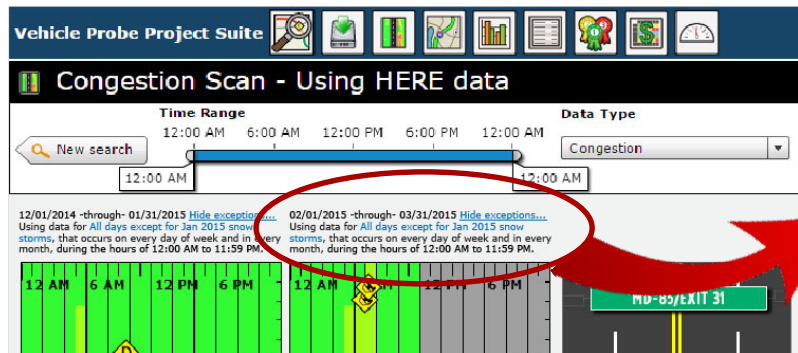 Vehicle Probe Project Suite
Congestion Scan - Using HERE data
Time Range
Data Type
12:00 AM 6:00 AM 12:00 PM 6:00 PM 12:00 AM
New search
Congestion
12:00 AM 12:00 AM
12/01/2014 -through- 01/31/2015 Hide exceptions...
Using data for All days except for Jan 2015 snow
storms, that occurs on every day of week and in every
month, during the hours of 12:00 AM to 11:59 PM.
02/01/2015 -through- 03/31/2015 Hide exceptions...
Using data for All days except for Jan 2015 snow
storms, that occurs on every day of week and in every
month, during the hours of 12:00 AM to 11:59 PM.
12 AM 6 AM 12 PM 6 PM
12 AM 12 PM 6 PM
MD-85/EXIT 31